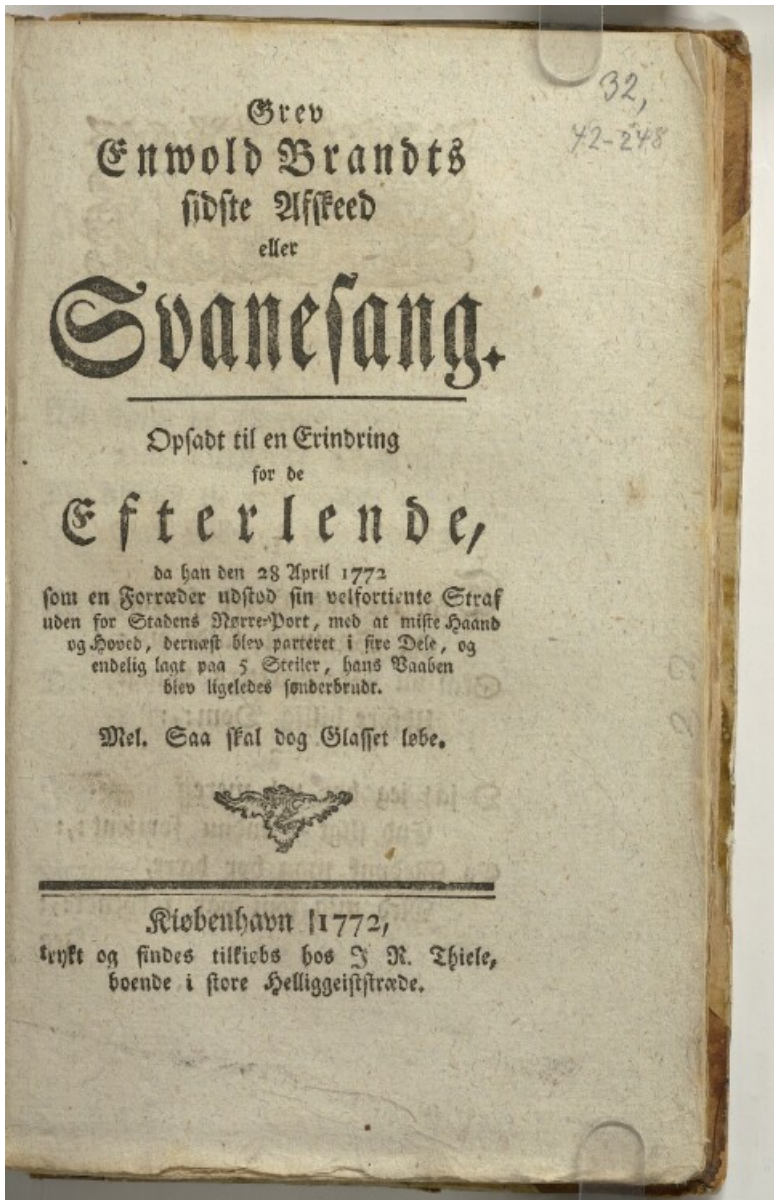 32,
42-248
Grev
Enwold Brandts
sidste Afskeed
eller
Svanesang.
Opsadt til en Erindring
for de
Efterlende,
da han den 28 April 1772
som en Forræder udstod sin velfortiente Straf
uden for Stadens Nørre-Port, med at miste Haand
og Hoved, dernæst blev parteret i fire Dele, og
endelig lagt paa 5 Steiler, hans Vaaben
blev ligeledes sønderbrudt.
Mel. Saa skal dog Glasset løbe.
Kiøbenhavn 1772,
trykt og findes tilkiøbs hos J R. Thiele,
boende i store Helliggeiststræde.